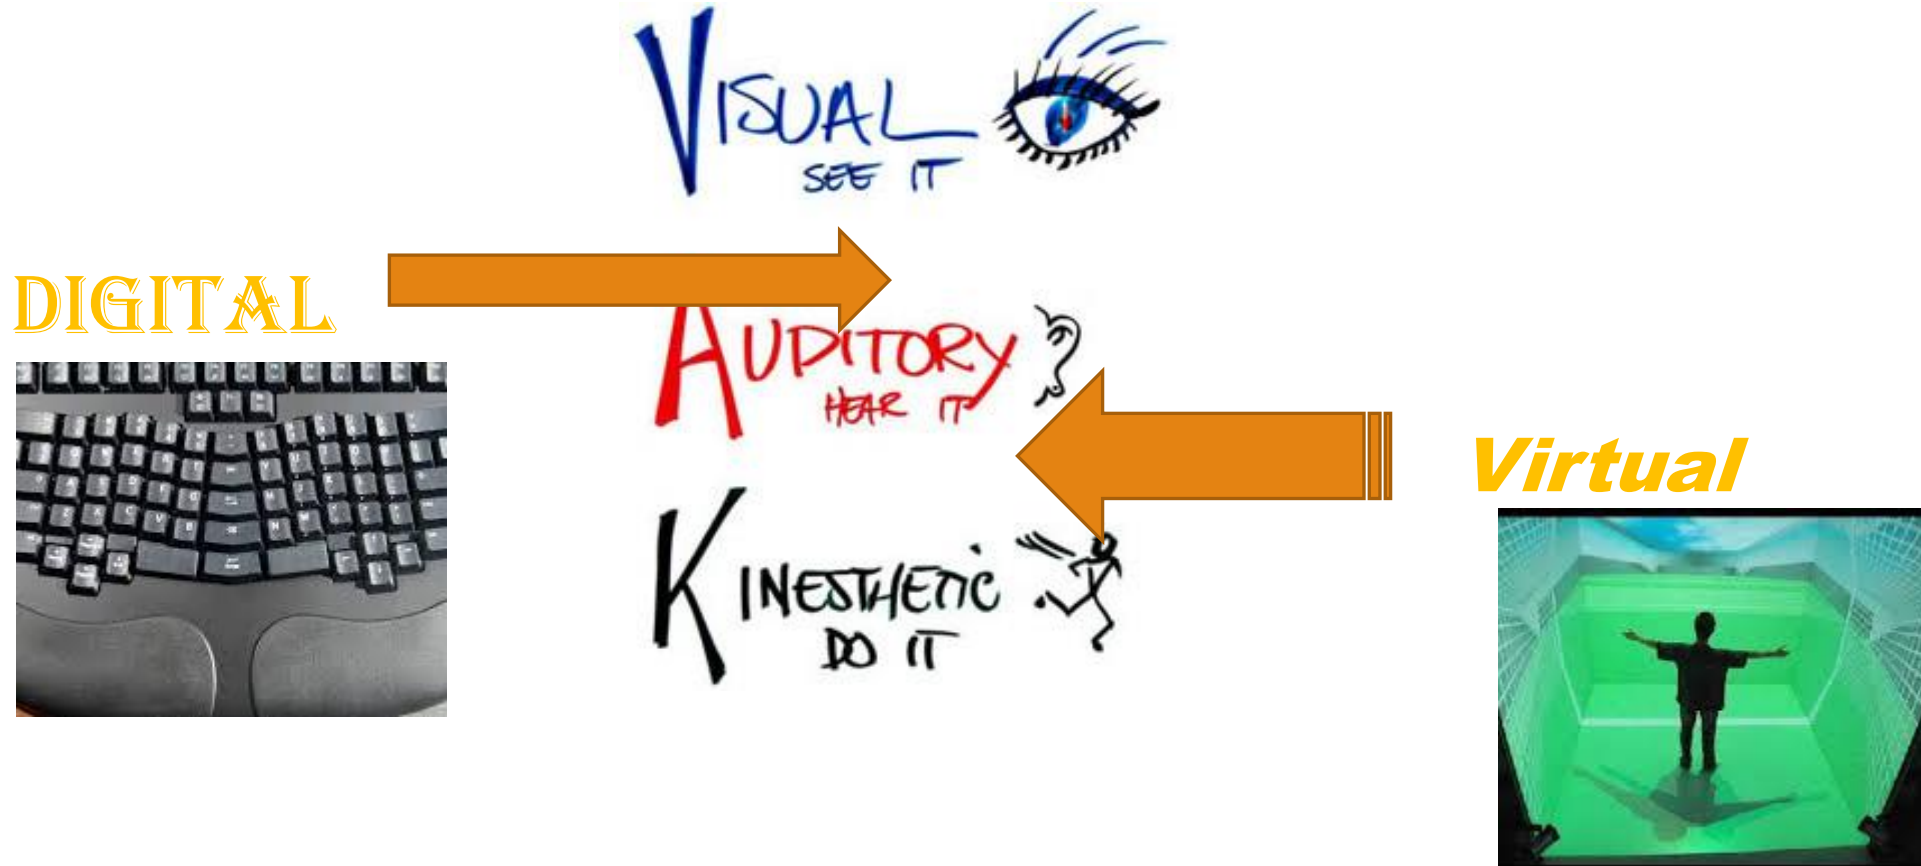 VISUAL
SEE IT
DIGITAL
AUDITORY
HEAR IT
Virtual
KINESTHETIC
DO IT